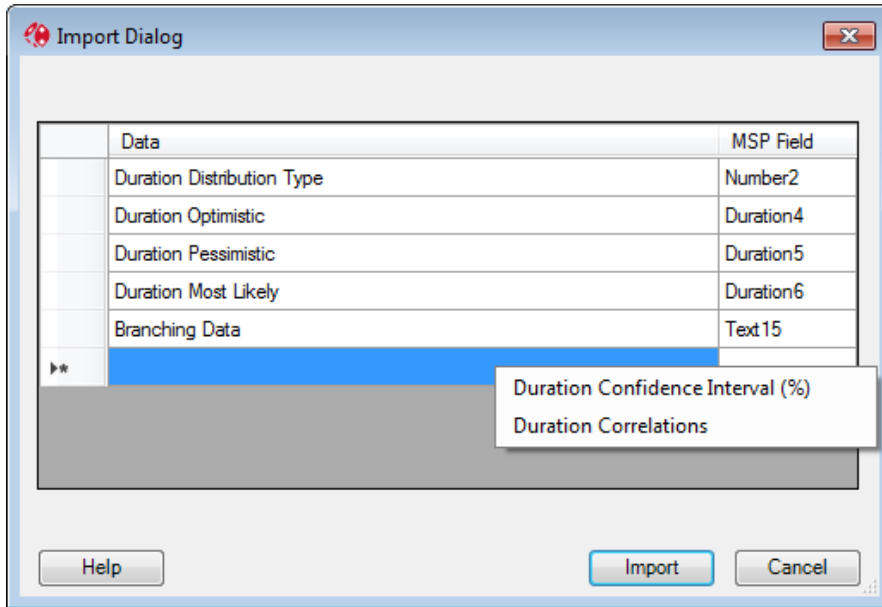 Import Dialog
Data MSP Field
Duration Distribution Type Number2
Duration Optimistic Duration4
Duration Pessimistic Duration5
Duration Most Likely Duration6
Branching Data Text15
Duration Confidence Interval (%)
Duration Correlations
Help Import Cancel